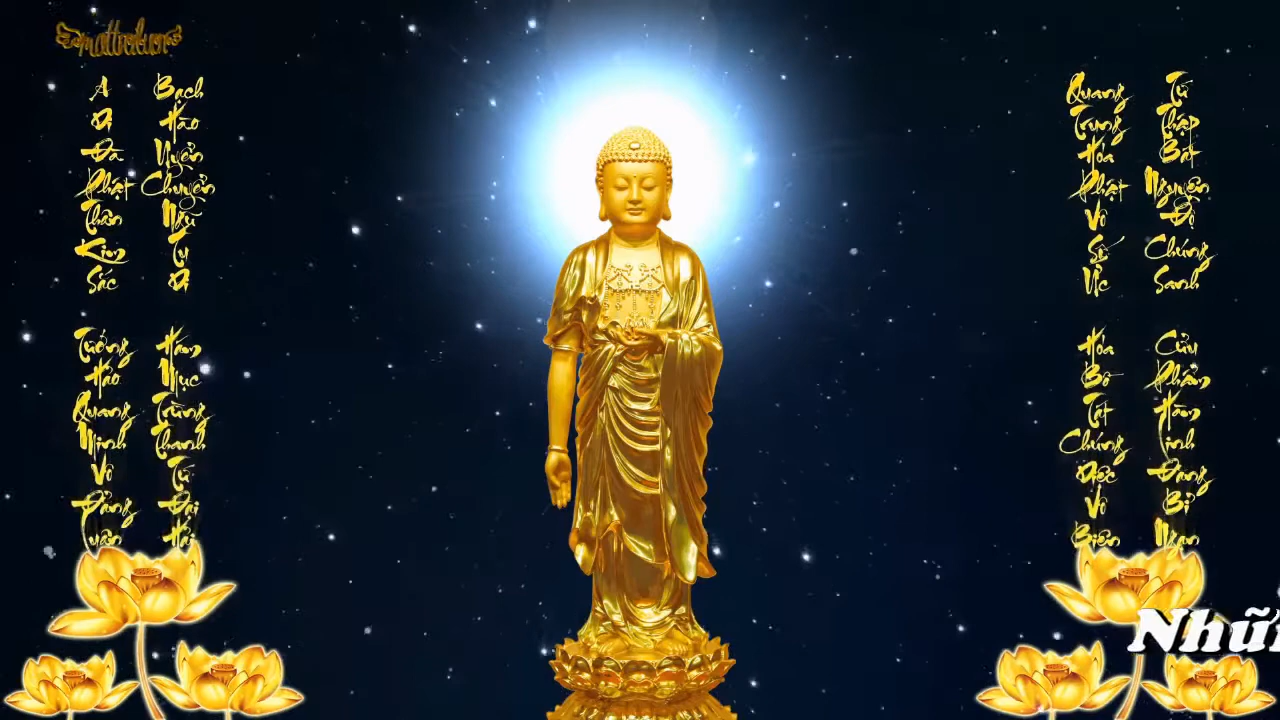 A
Di
Đà
Phật
Thân
Kim
Sắc
Tướng
Hảo
Quang
Minh
Vô
Đẳng
Luân
Bạch
Hào
Uyển
Chuyển
Ngũ
Tu
Di
Hám
Mục
Trừng
Thanh
Tứ
Đại
Hải
Quang
Trung
Hóa
Phật
Vô
Số
Ức
Hóa
Bồ
Tát
Chúng
Diệc
Vô
Biên
Tứ
Thập
Bát
Nguyện
Độ
Chúng
Sanh
Cửu
Phẩm
Hàm
Linh
Đăng
Bỉ
Ngạn
Nhữ